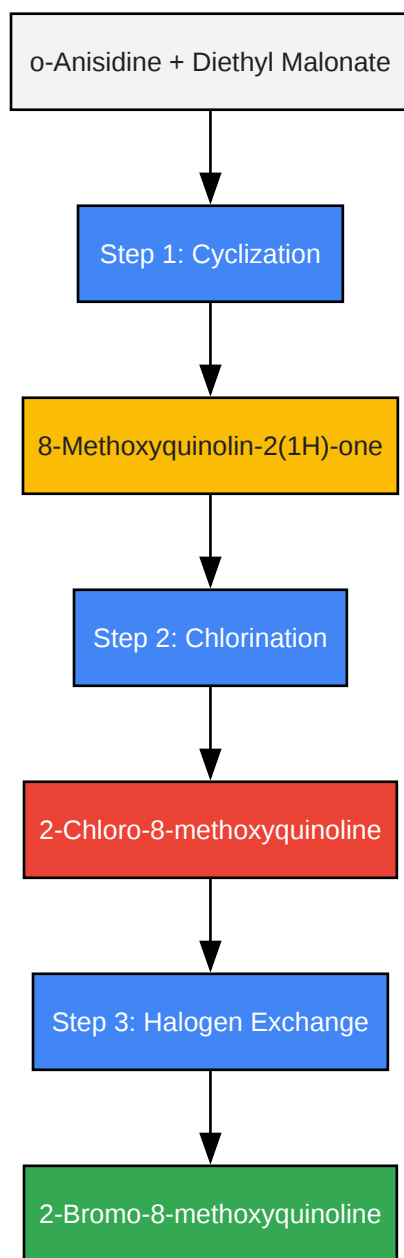 o-Anisidine + Diethyl Malonate
Step 1: Cyclization
8-Methoxyquinolin-2(1H)-one
Step 2: Chlorination
2-Chloro-8-methoxyquinoline
Step 3: Halogen Exchange
2-Bromo-8-methoxyquinoline